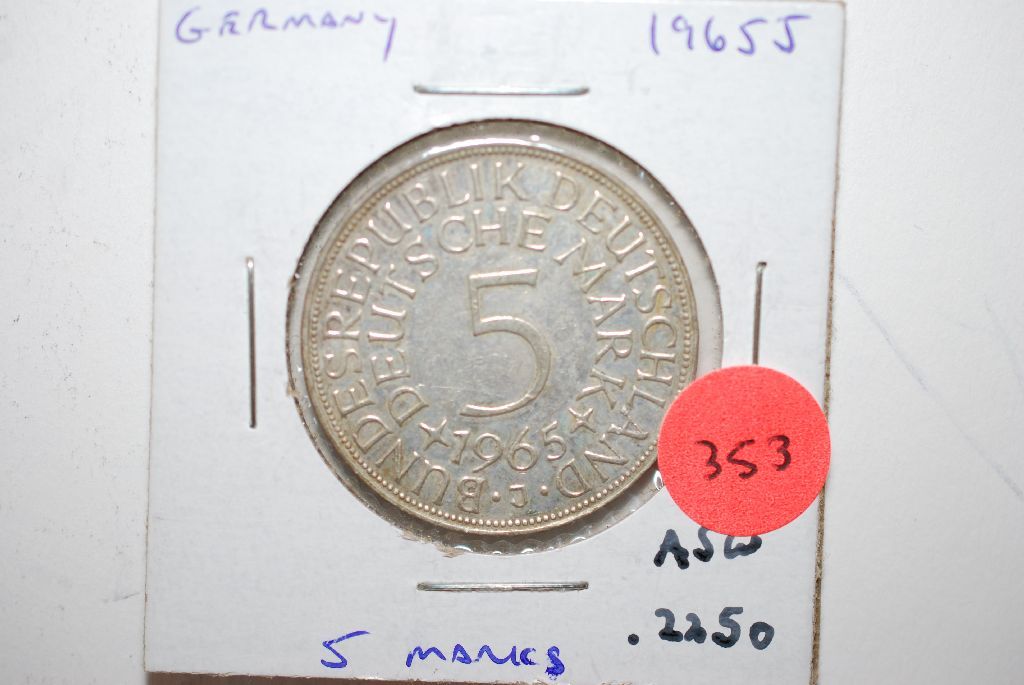 GERMANY 1965J
BUNDESREPUBLIK DEUTSCHLAND
DEUTSCHE MARK
5
1965
J
353
ASW
.2250
5 MARKS